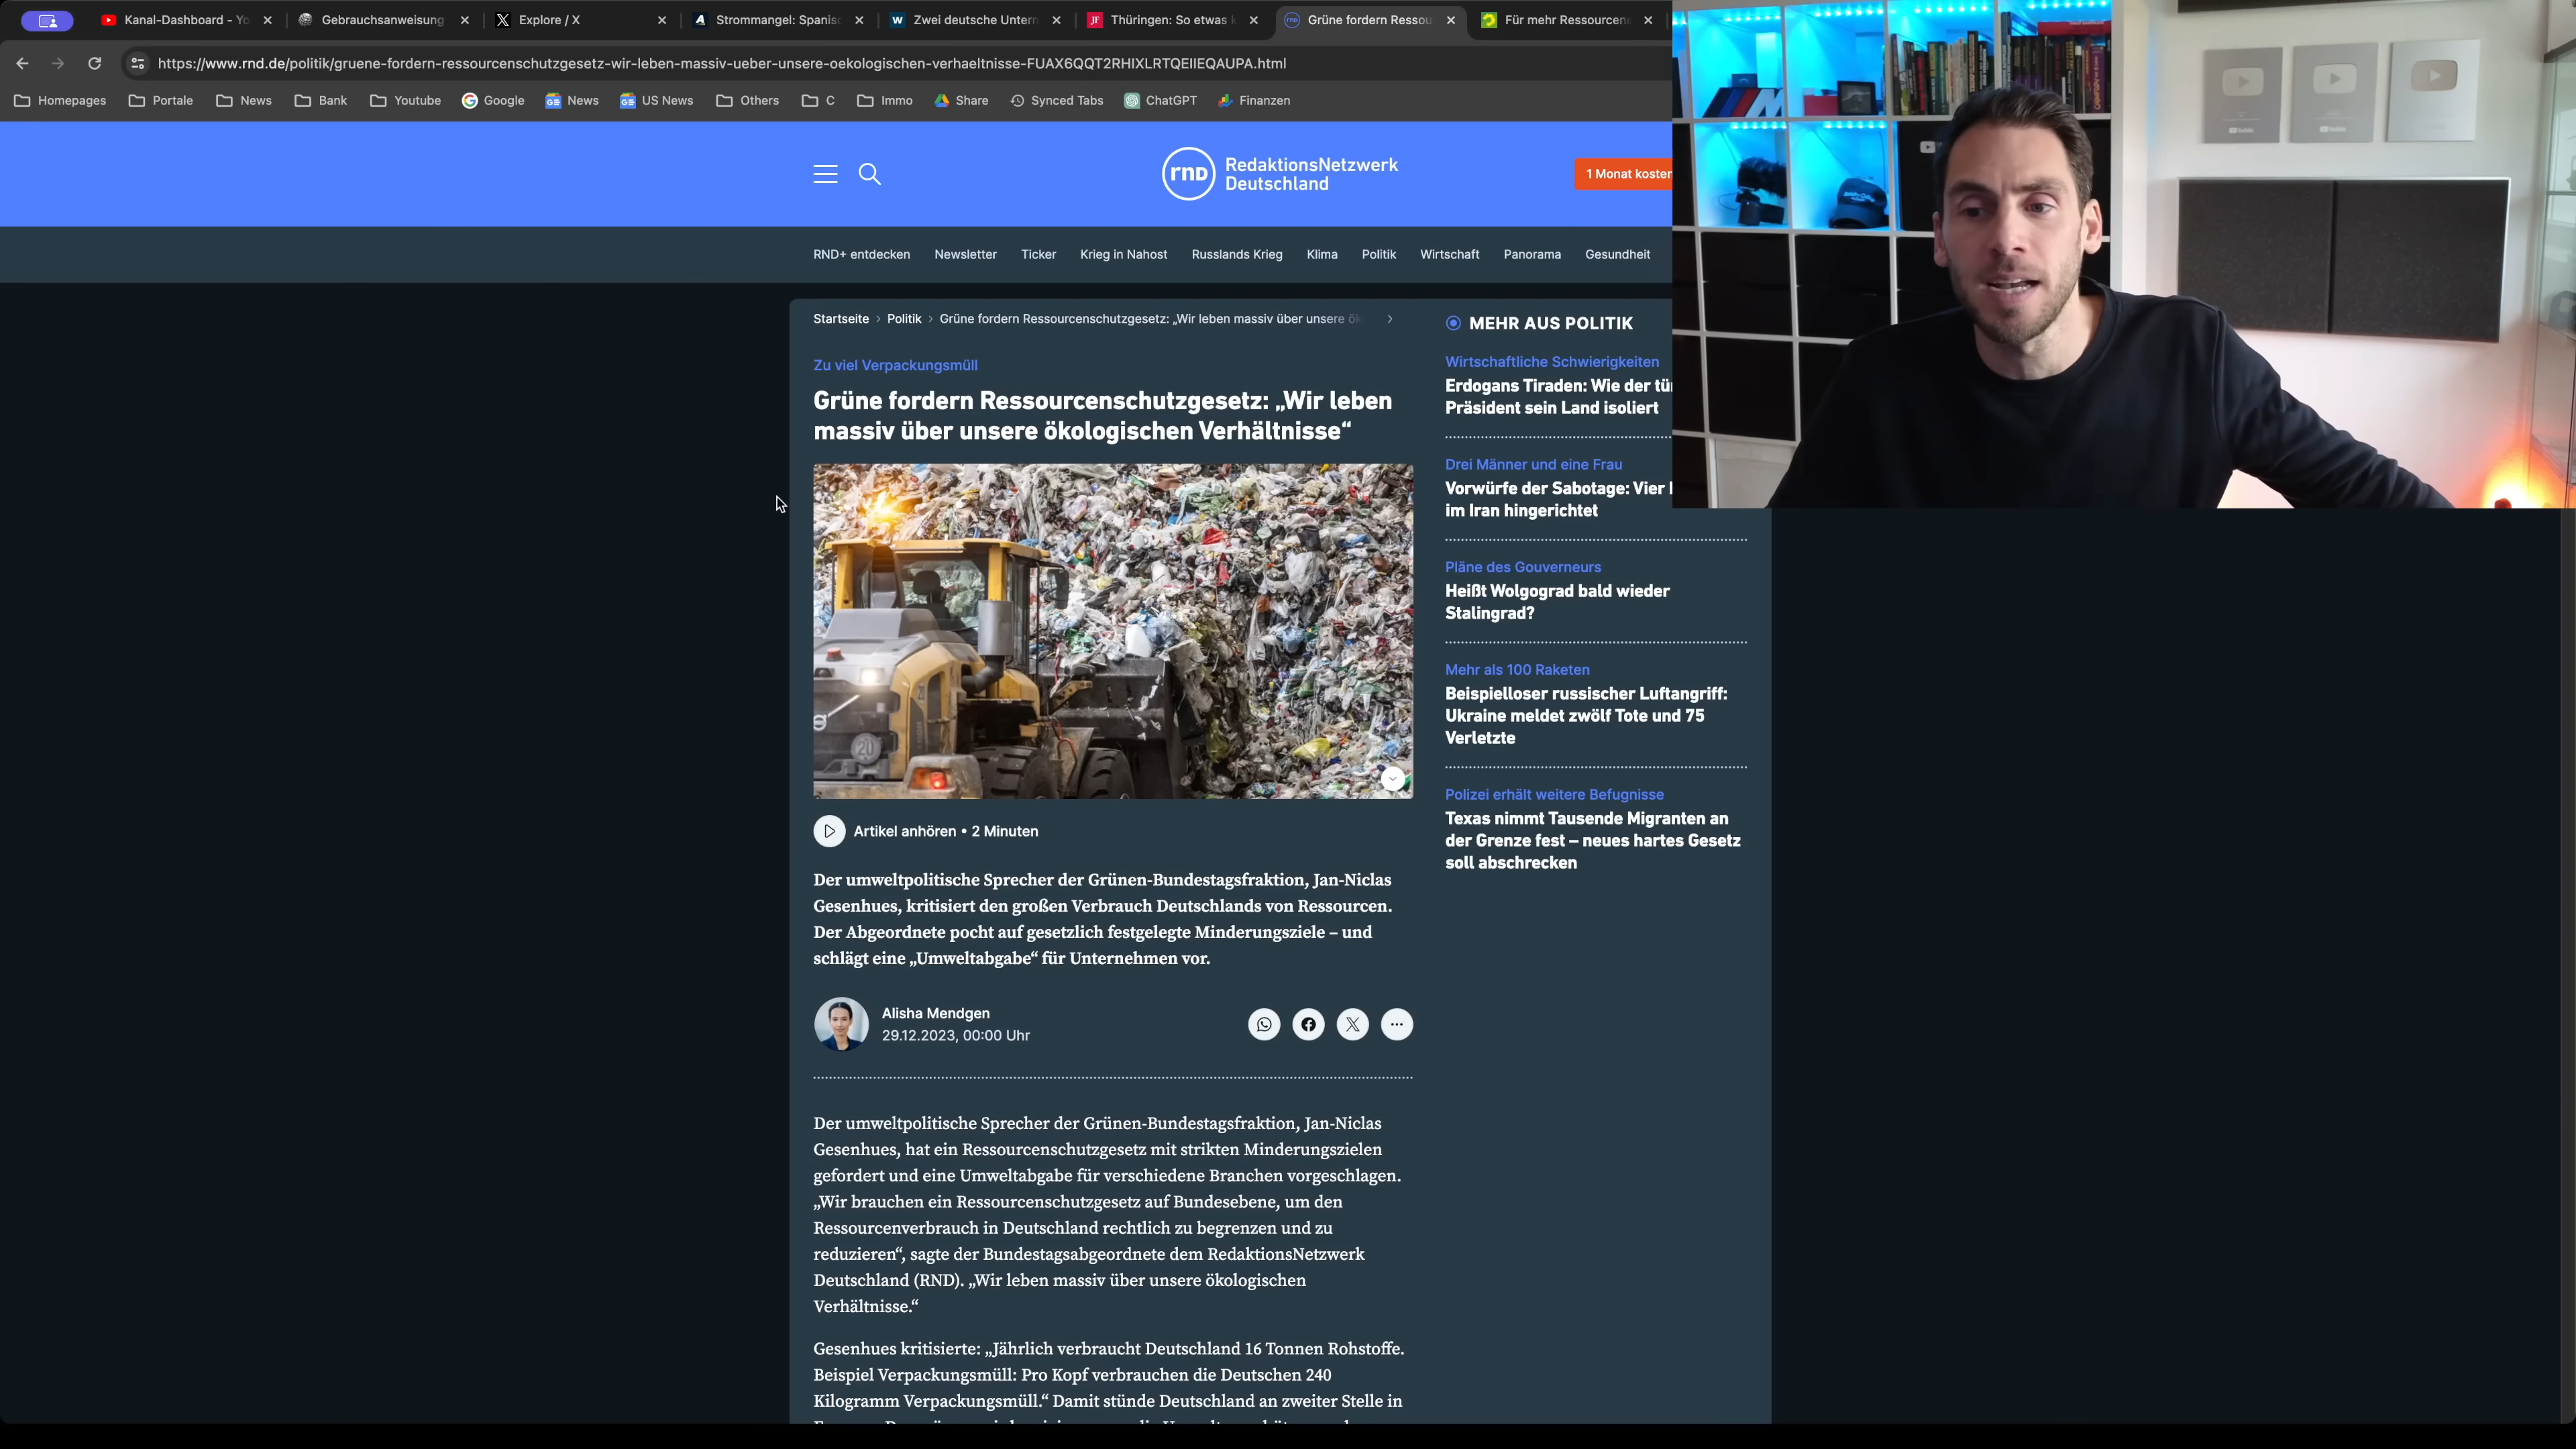 Kanal-Dashboard - Yo
Gebrauchsanweisung
Explore / X
Strommangel: Spanisc
Zwei deutsche Untern
Thüringen: So etwas k
Grüne fordern Ressou
Für mehr Ressourcene
https://www.rnd.de/politik/gruene-fordern-ressourcenschutzgesetz-wir-leben-massiv-ueber-unsere-oekologischen-verhaeltnisse-FUAX6QQT2RHIXLRTQEIIEQAUPA.html
Homepages
Portale
News
Bank
Youtube
Google
News
US News
Others
C
Immo
Share
Synced Tabs
ChatGPT
Finanzen
rnd
RedaktionsNetzwerk
Deutschland
1 Monat kosten
RND+ entdecken
Newsletter
Ticker
Krieg in Nahost
Russlands Krieg
Klima
Politik
Wirtschaft
Panorama
Gesundheit
Startseite › Politik › Grüne fordern Ressourcenschutzgesetz: „Wir leben massiv über unsere ök
Zu viel Verpackungsmüll
Grüne fordern Ressourcenschutzgesetz: „Wir leben
massiv über unsere ökologischen Verhältnisse“
20
Artikel anhören • 2 Minuten
Der umweltpolitische Sprecher der Grünen-Bundestagsfraktion, Jan-Niclas
Gesenhues, kritisiert den großen Verbrauch Deutschlands von Ressourcen.
Der Abgeordnete pocht auf gesetzlich festgelegte Minderungsziele – und
schlägt eine „Umweltabgabe“ für Unternehmen vor.
Alisha Mendgen
29.12.2023, 00:00 Uhr
Der umweltpolitische Sprecher der Grünen-Bundestagsfraktion, Jan-Niclas
Gesenhues, hat ein Ressourcenschutzgesetz mit strikten Minderungszielen
gefordert und eine Umweltabgabe für verschiedene Branchen vorgeschlagen.
„Wir brauchen ein Ressourcenschutzgesetz auf Bundesebene, um den
Ressourcenverbrauch in Deutschland rechtlich zu begrenzen und zu
reduzieren“, sagte der Bundestagsabgeordnete dem RedaktionsNetzwerk
Deutschland (RND). „Wir leben massiv über unsere ökologischen
Verhältnisse.“
Gesenhues kritisierte: „Jährlich verbraucht Deutschland 16 Tonnen Rohstoffe.
Beispiel Verpackungsmüll: Pro Kopf verbrauchen die Deutschen 240
Kilogramm Verpackungsmüll.“ Damit stünde Deutschland an zweiter Stelle in
MEHR AUS POLITIK
Wirtschaftliche Schwierigkeiten
Erdogans Tiraden: Wie der tür
Präsident sein Land isoliert
Drei Männer und eine Frau
Vorwürfe der Sabotage: Vier
im Iran hingerichtet
Pläne des Gouverneurs
Heißt Wolgograd bald wieder
Stalingrad?
Mehr als 100 Raketen
Beispielloser russischer Luftangriff:
Ukraine meldet zwölf Tote und 75
Verletzte
Polizei erhält weitere Befugnisse
Texas nimmt Tausende Migranten an
der Grenze fest – neues hartes Gesetz
soll abschrecken